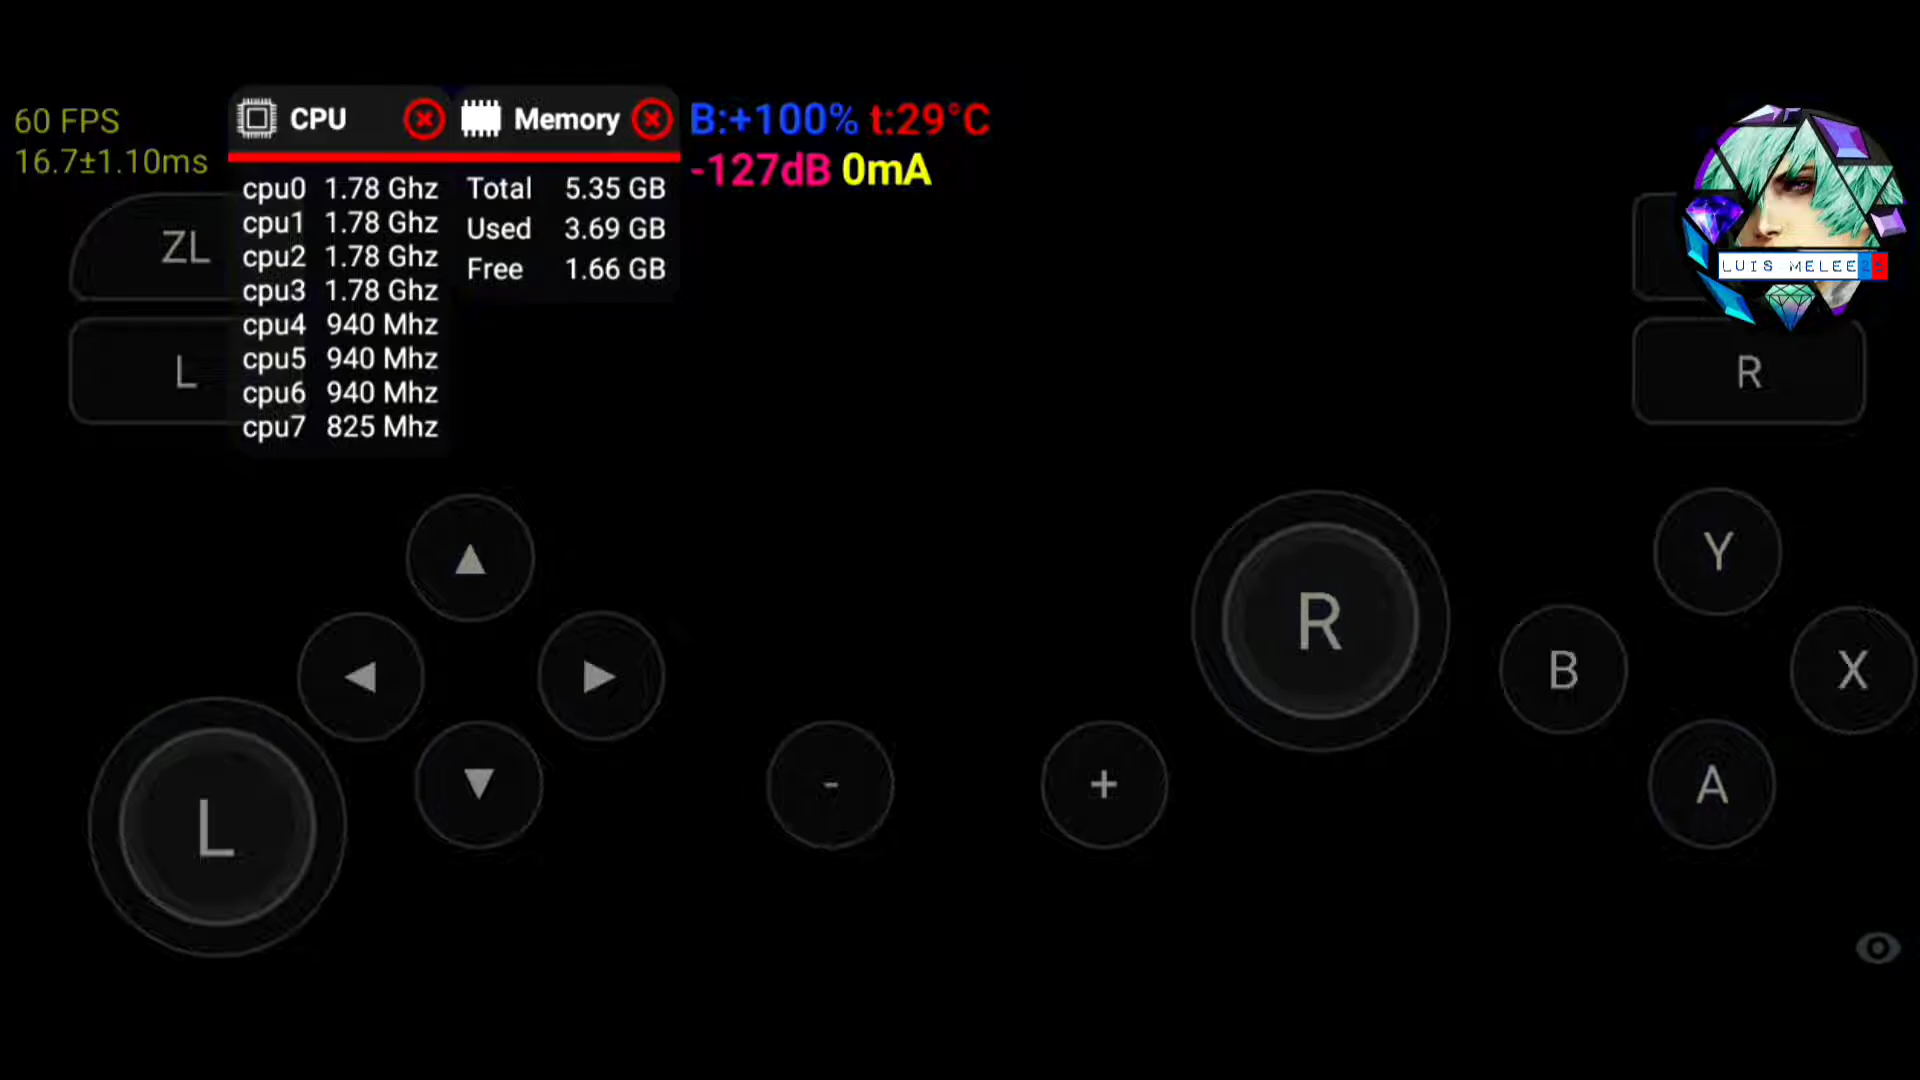 60 FPS
16.7±1.10ms
CPU
cpu0 1.78 Ghz
cpu1 1.78 Ghz
cpu2 1.78 Ghz
cpu3 1.78 Ghz
cpu4 940 Mhz
cpu5 940 Mhz
cpu6 940 Mhz
cpu7 825 Mhz
Memory
Total 5.35 GB
Used 3.69 GB
Free 1.66 GB
B:+100% t:29°C
-127dB 0mA
LUIS MELEE25
ZL
L
R
R
Y
B
X
A
L
-
+